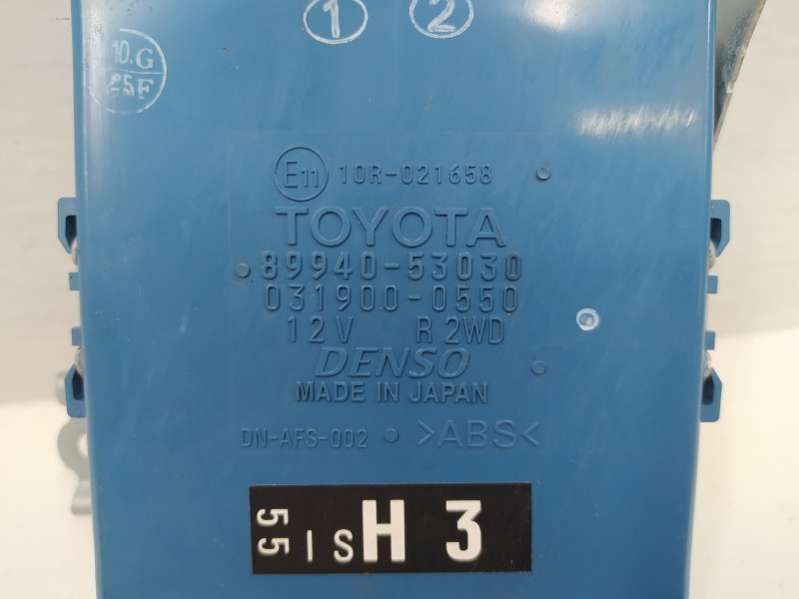 1 2
10.G
25F
E11 10R-021658
TOYOTA
89940-53030
031900-0550
12V R 2WD
DENSO
MADE IN JAPAN
DN-AFS-002 >ABS<
55 IS H 3